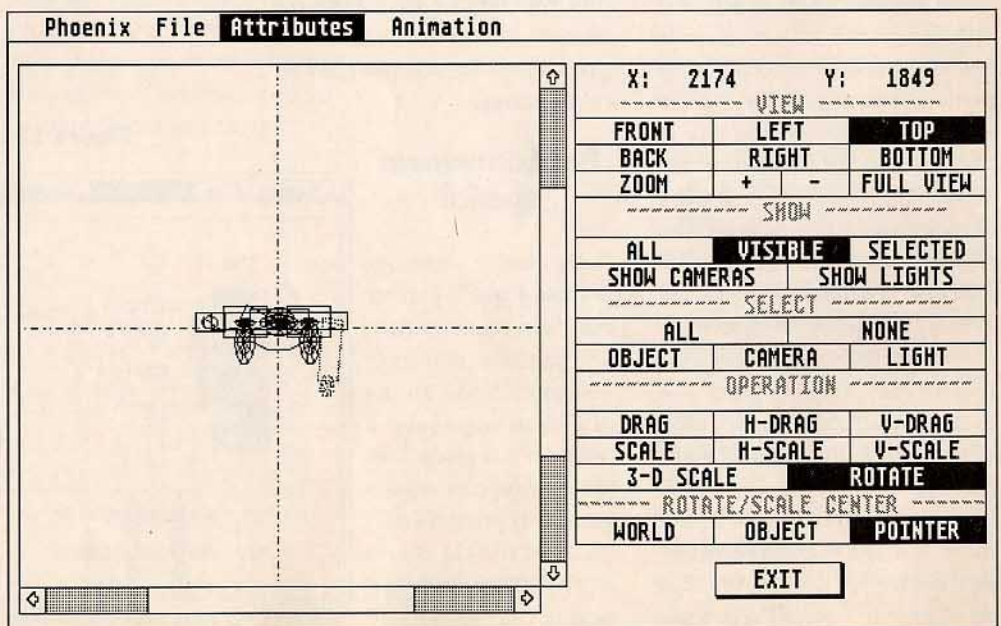 Phoenix File Attributes Animation
X: 2174 Y: 1849
VIEW
FRONT LEFT TOP
BACK RIGHT BOTTOM
ZOOM + - FULL VIEW
SHOW
ALL VISIBLE SELECTED
SHOW CAMERAS SHOW LIGHTS
SELECT
ALL NONE
OBJECT CAMERA LIGHT
OPERATION
DRAG H-DRAG V-DRAG
SCALE H-SCALE V-SCALE
3-D SCALE ROTATE
ROTATE/SCALE CENTER
WORLD OBJECT POINTER
EXIT